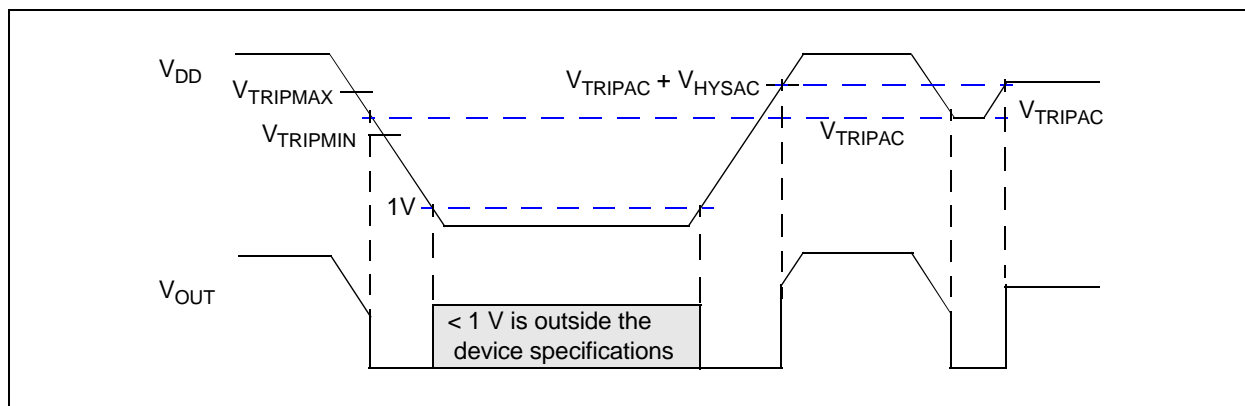 VDD
VTRIPMAX
VTRIPMIN
1V
VTRIPAC + VHYSAC
VTRIPAC
VTRIPAC
VOUT
< 1 V is outside the
device specifications